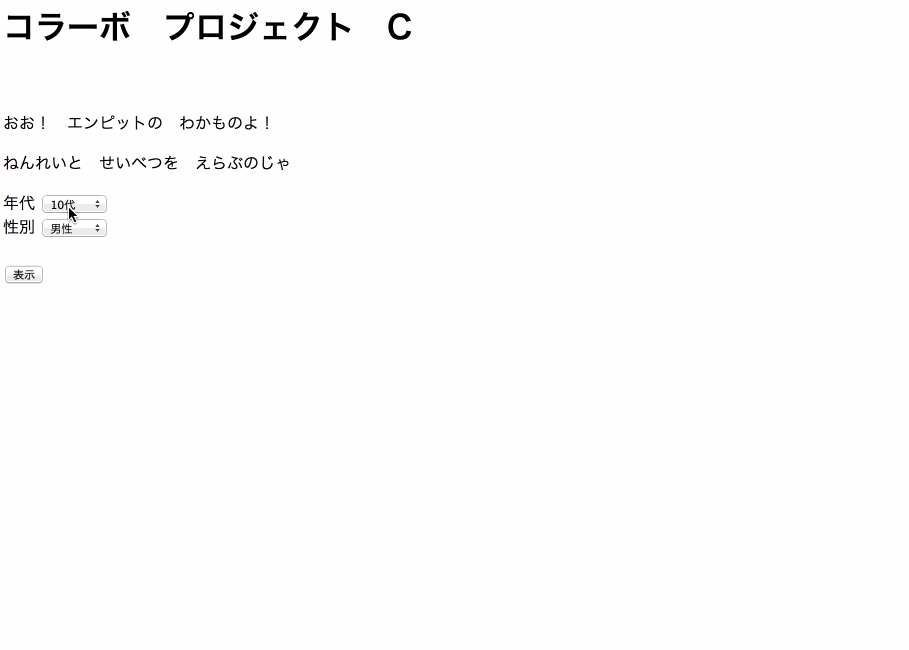 コラーボ　プロジェクト　C
おお！　エンピットの　わかものよ！
ねんれいと　せいべつを　えらぶのじゃ
年代 10代
性別 男性
表示